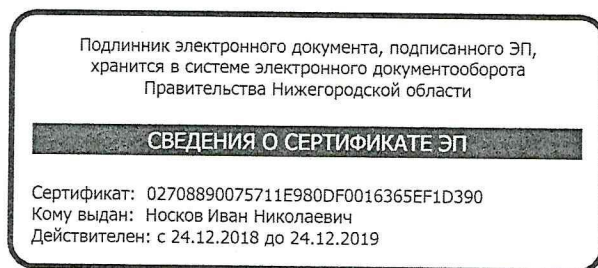 Подлинник электронного документа, подписанного ЭП,
хранится в системе электронного документооборота
Правительства Нижегородской области
СВЕДЕНИЯ О СЕРТИФИКАТЕ ЭП
Сертификат: 02708890075711E980DF0016365EF1D390
Кому выдан: Носков Иван Николаевич
Действителен: с 24.12.2018 до 24.12.2019